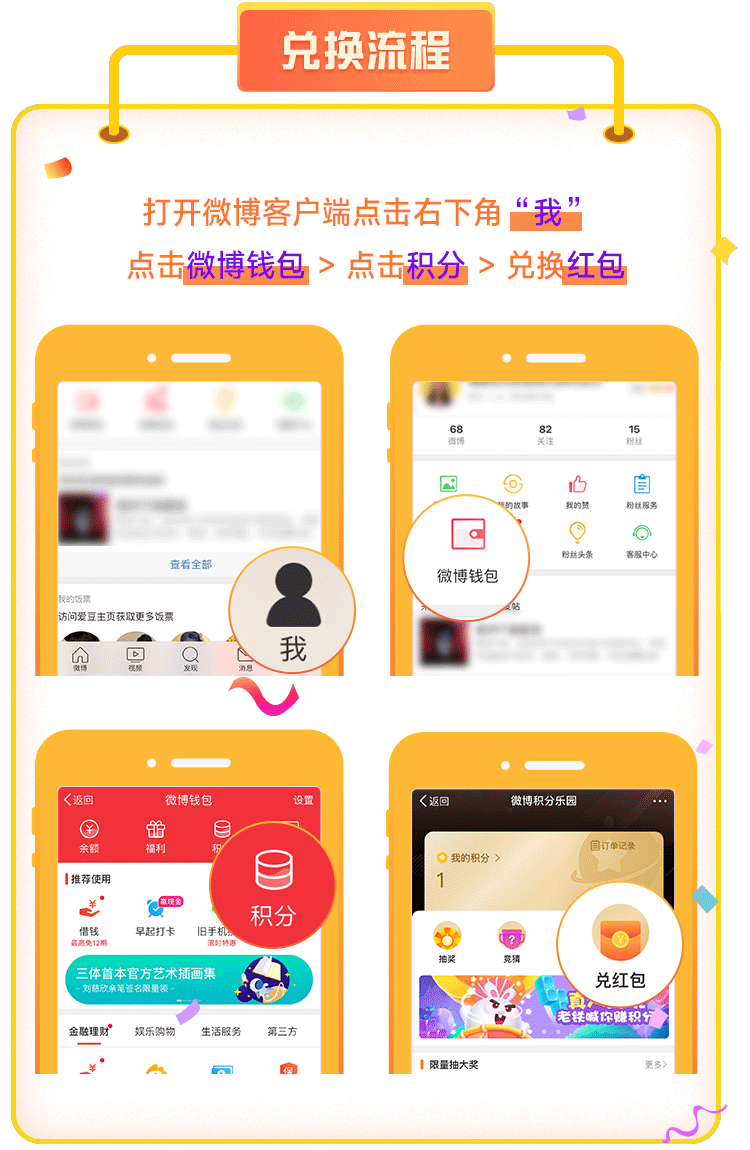 兑换流程
打开微博客户端点击右下角“我”
点击微博钱包 > 点击积分 > 兑换红包
查看全部
我的饭票
访问爱豆主页获取更多饭票
微博 视频 发现 消息
我
68 82 15
微博 关注 粉丝
的故事 我的赞 粉丝服务
微博钱包
粉丝头条 客服中心
返回 微博钱包 设置
余额 福利
积分
推荐使用
赢现金
借钱 早起打卡 旧手机
最高免12期 限时特惠
三体首本官方艺术插画集
- 刘慈欣亲笔签名限量领 -
金融理财 娱乐购物 生活服务 第三方
保
返回 微博积分乐园
订单记录
我的积分
1
抽奖 竞猜
兑红包
老铁喊你赚积分
限量抽大奖 更多